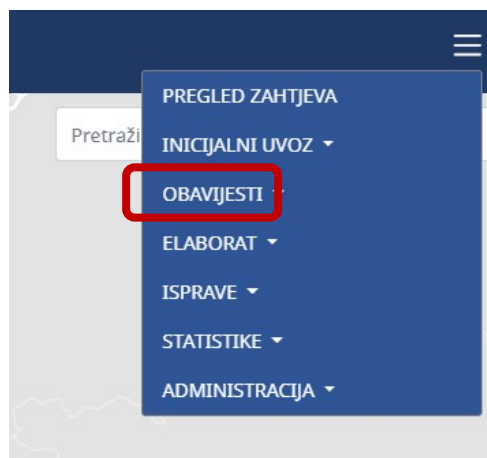 PREGLED ZAHTJEVA
Pretraži
INICIJALNI UVOZ
OBAVIJESTI
ELABORAT
ISPRAVE
STATISTIKE
ADMINISTRACIJA